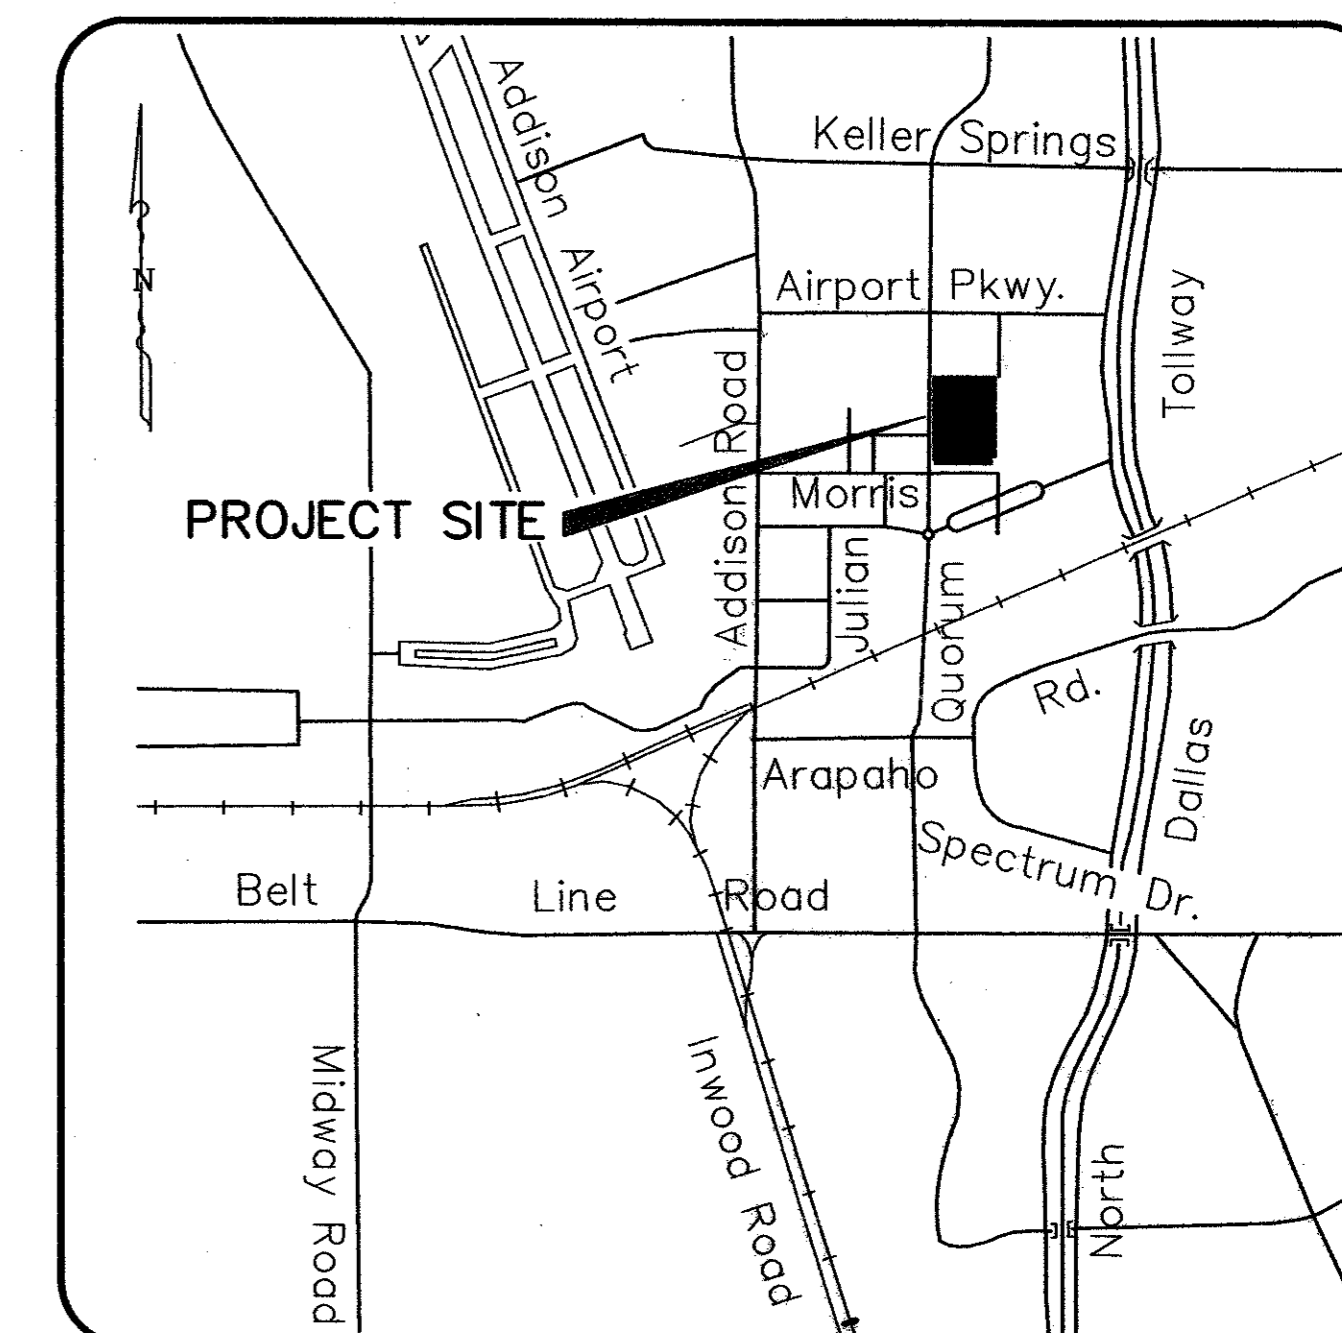 Addison Airport
Keller Springs
N
Airport Pkwy.
Tollway
Addison Road
PROJECT SITE
Morris
Julian
Quorum
Rd.
Arapaho
Dallas
Spectrum Dr.
Belt Line Road
Midway Road
Inwood Road
North